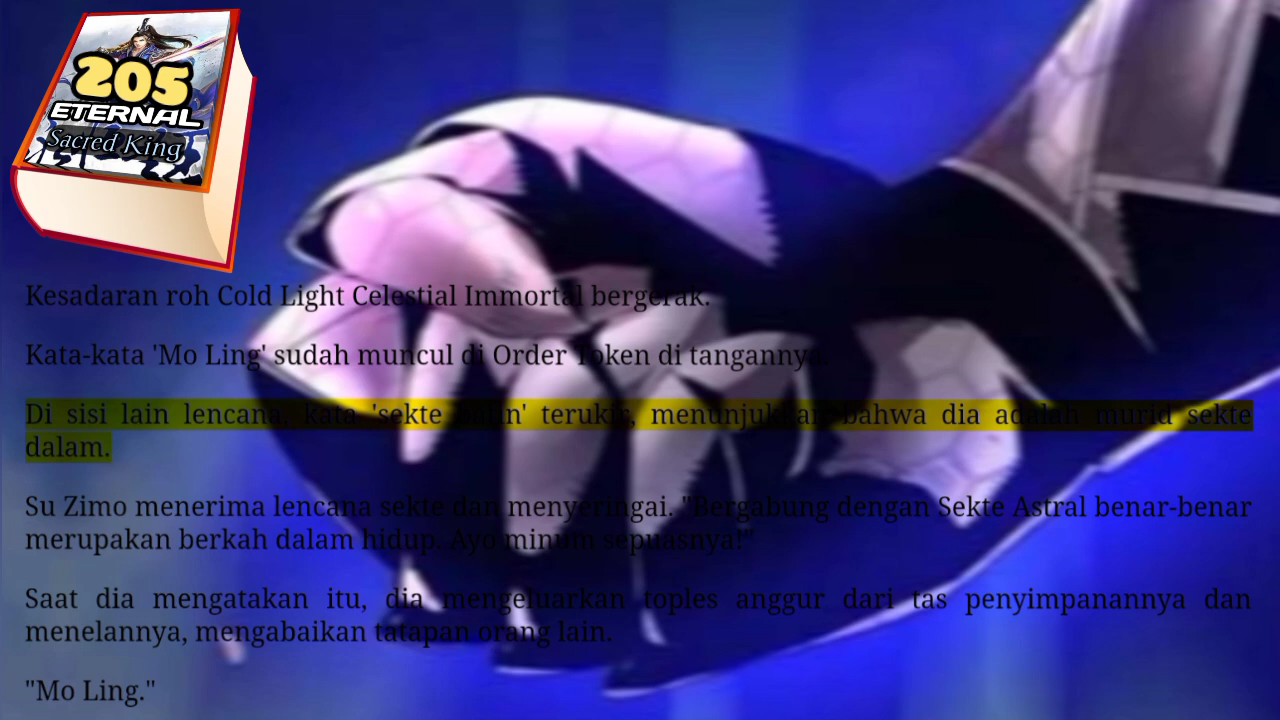 205
ETERNAL
Sacred King
Kesadaran roh Cold Light Celestial Immortal bergerak.
Kata-kata 'Mo Ling' sudah muncul di Order Token di tangannya.
Di sisi lain lencana, kata 'sekte batin' terukir, menunjukkan bahwa dia adalah murid sekte
dalam.
Su Zimo menerima lencana sekte dan menyeringai. "Bergabung dengan Sekte Astral benar-benar
merupakan berkah dalam hidup. Ayo minum sepuasnya!"
Saat dia mengatakan itu, dia mengeluarkan toples anggur dari tas penyimpanannya dan
menelannya, mengabaikan tatapan orang lain.
"Mo Ling."